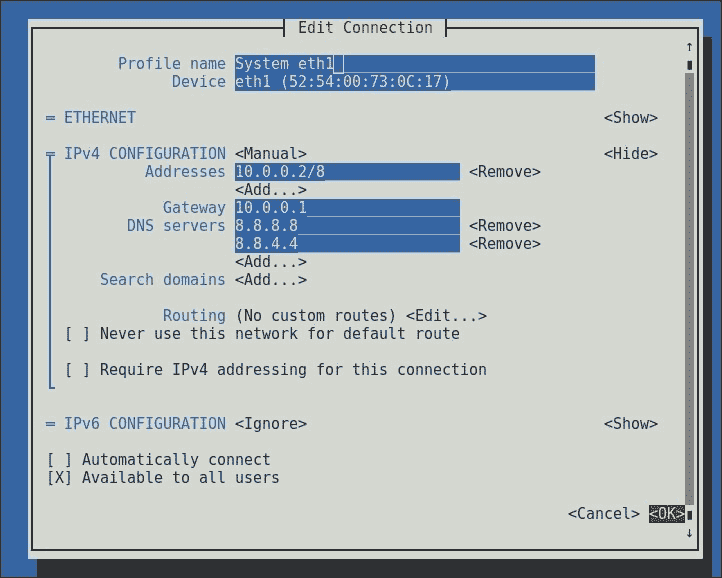 Edit Connection
Profile name System eth1
Device eth1 (52:54:00:73:0C:17)
= ETHERNET <Show>
= IPv4 CONFIGURATION <Manual> <Hide>
Addresses 10.0.0.2/8 <Remove>
<Add...>
Gateway 10.0.0.1
DNS servers 8.8.8.8 <Remove>
8.8.4.4 <Remove>
<Add...>
Search domains <Add...>
Routing (No custom routes) <Edit...>
[ ] Never use this network for default route
[ ] Require IPv4 addressing for this connection
= IPv6 CONFIGURATION <Ignore> <Show>
[ ] Automatically connect
[X] Available to all users
<Cancel> <OK>